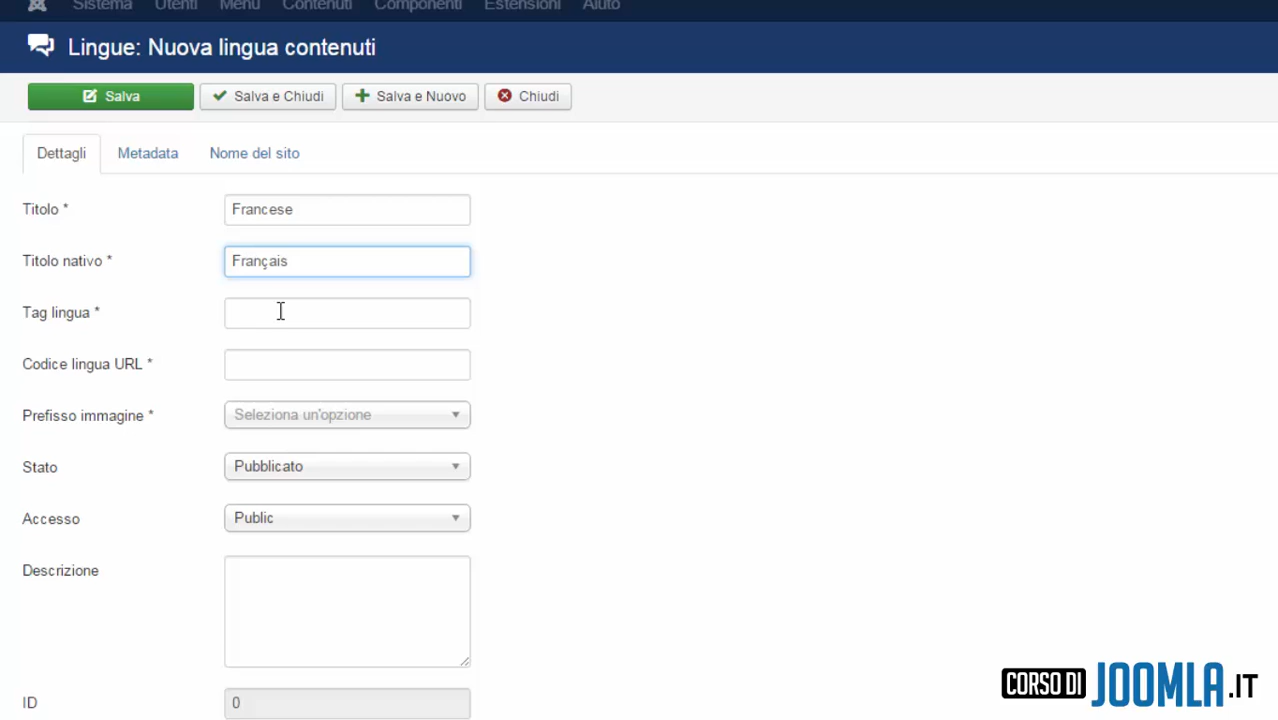 Sistema Utenti Menu Contenuti Componenti Estensioni Aiuto
Lingue: Nuova lingua contenuti
Salva Salva e Chiudi Salva e Nuovo Chiudi
Dettagli Metadata Nome del sito
Titolo * Francese
Titolo nativo * Français
Tag lingua *
Codice lingua URL *
Prefisso immagine * Seleziona un'opzione
Stato Pubblicato
Accesso Public
Descrizione
ID 0
CORSO DI JOOMLA.IT